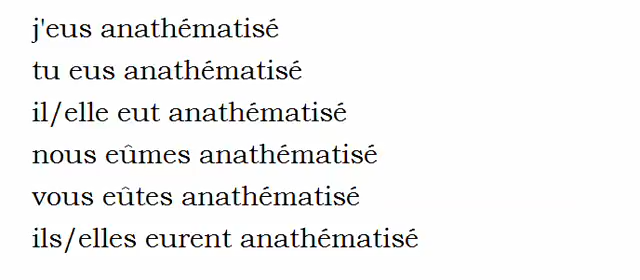 j'eus anathématisé
tu eus anathématisé
il/elle eut anathématisé
nous eûmes anathématisé
vous eûtes anathématisé
ils/elles eurent anathématisé